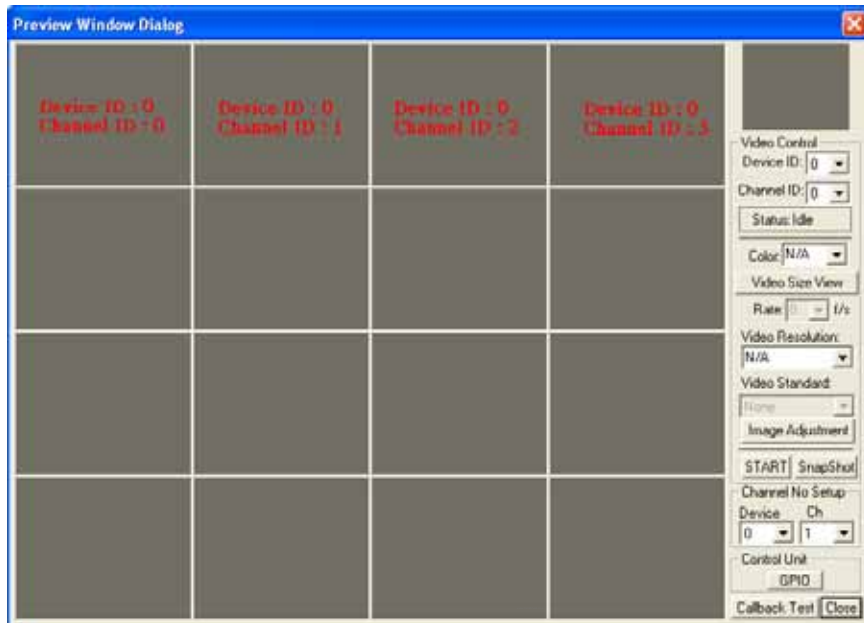 Preview Window Dialog
Device ID : 0
Channel ID : 0
Device ID : 0
Channel ID : 1
Device ID : 0
Channel ID : 2
Device ID : 0
Channel ID : 3
Video Control
Device ID: 0
Channel ID: 0
Status: Idle
Color: N/A
Video Size View
Rate: 0 f/s
Video Resolution:
N/A
Video Standard:
None
Image Adjustment
START SnapShot
Channel No Setup
Device Ch
0 1
Control Unit
GPIO
Callback Test Close